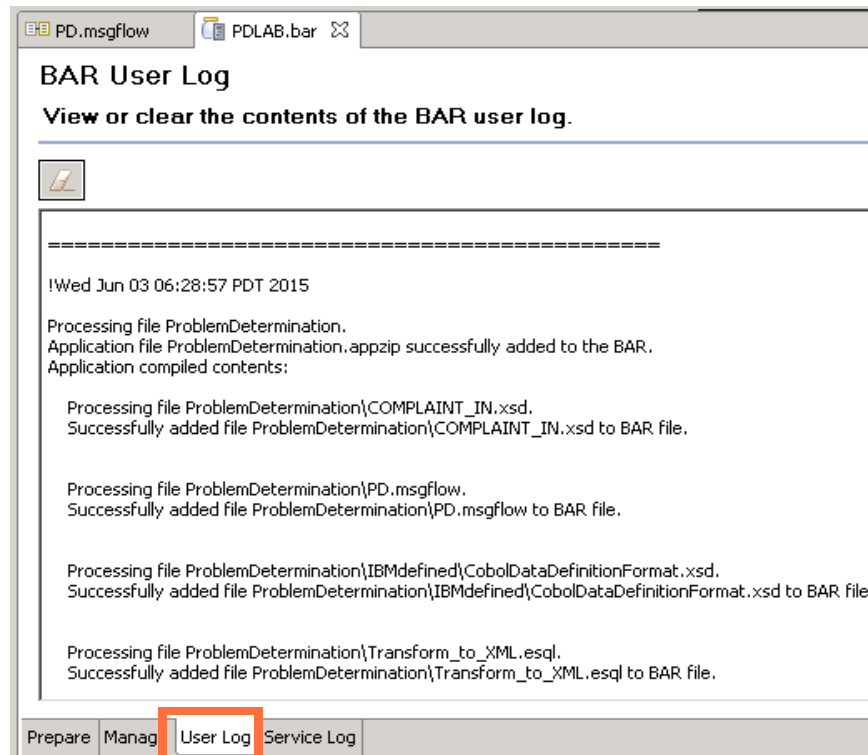 PD.msgflow PDLAB.bar
BAR User Log
View or clear the contents of the BAR user log.
===============================================
!Wed Jun 03 06:28:57 PDT 2015
Processing file ProblemDetermination.
Application file ProblemDetermination.appzip successfully added to the BAR.
Application compiled contents:
Processing file ProblemDetermination\COMPLAINT_IN.xsd.
Successfully added file ProblemDetermination\COMPLAINT_IN.xsd to BAR file.
Processing file ProblemDetermination\PD.msgflow.
Successfully added file ProblemDetermination\PD.msgflow to BAR file.
Processing file ProblemDetermination\IBMdefined\CobolDataDefinitionFormat.xsd.
Successfully added file ProblemDetermination\IBMdefined\CobolDataDefinitionFormat.xsd to BAR file
Processing file ProblemDetermination\Transform_to_XML.esql.
Successfully added file ProblemDetermination\Transform_to_XML.esql to BAR file.
Prepare Manag User Log Service Log